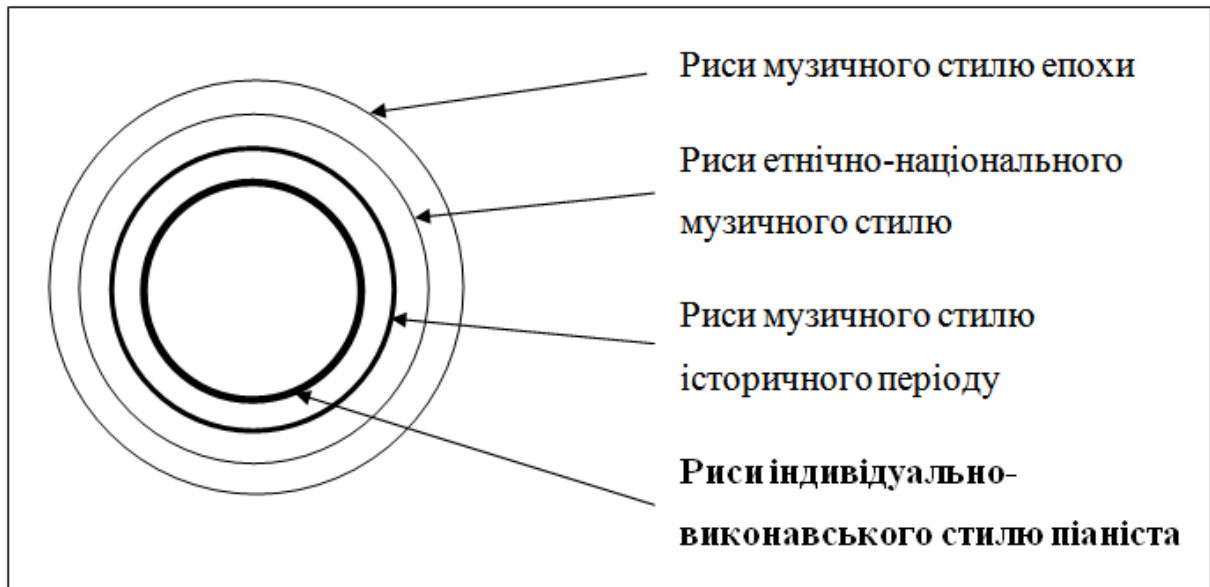 Риси музичного стилю епохи
Риси етнічно-національного
музичного стилю
Риси музичного стилю
історичного періоду
Риси індивідуально-
виконавського стилю піаніста